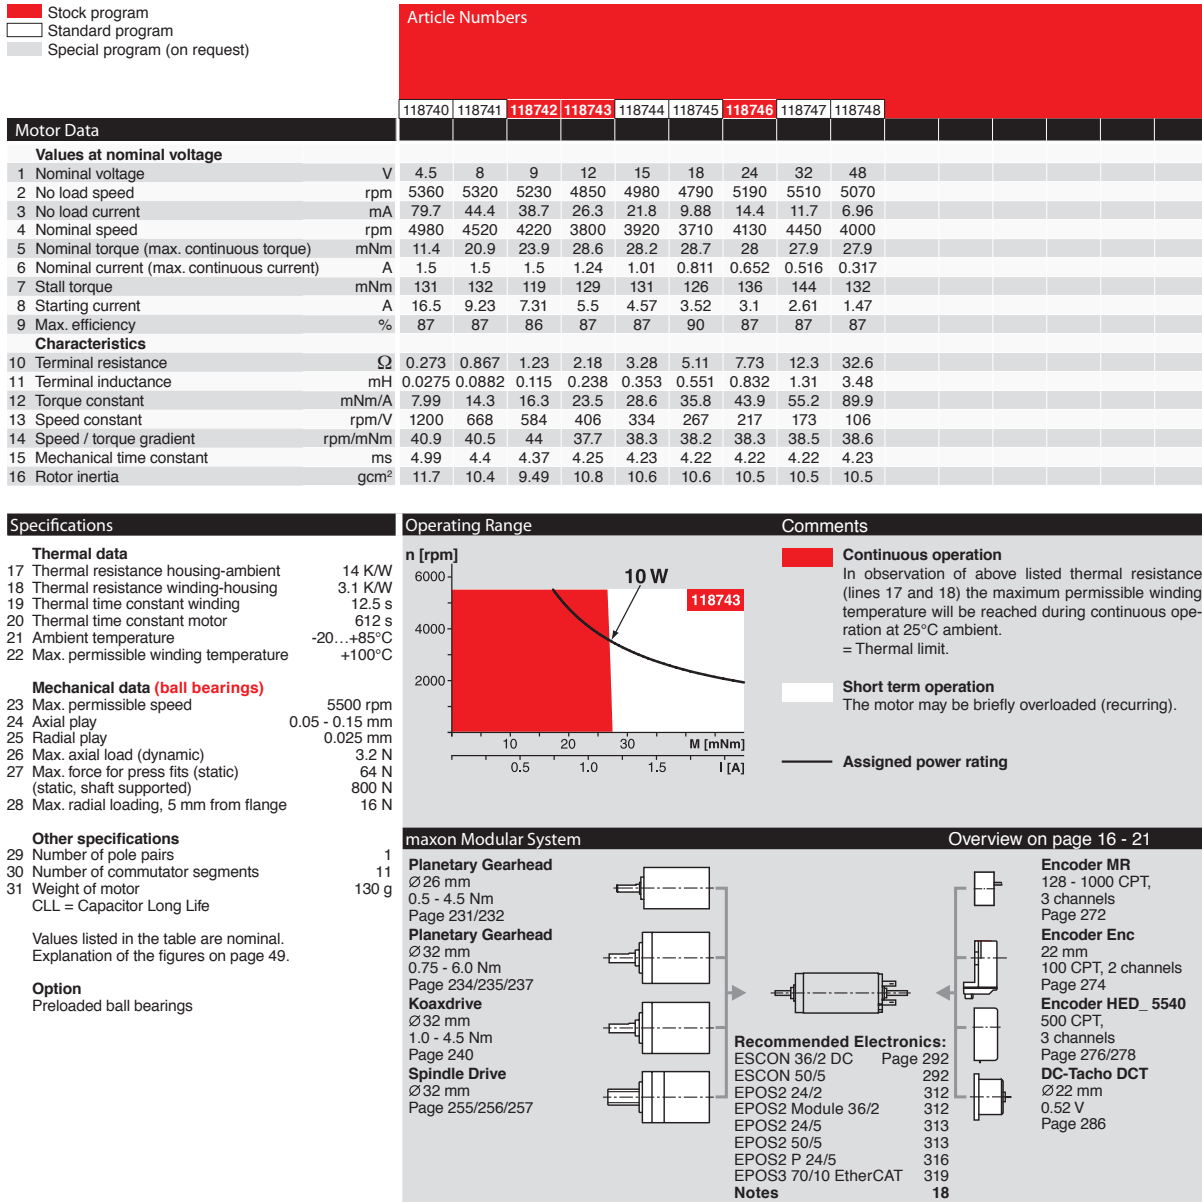 Stock program
Standard program
Special program (on request)
Article Numbers
118740 118741 118742 118743 118744 118745 118746 118747 118748
Motor Data
Values at nominal voltage
1 Nominal voltage V 4.5 8 9 12 15 18 24 32 48
2 No load speed rpm 5360 5320 5230 4850 4980 4790 5190 5510 5070
3 No load current mA 79.7 44.4 38.7 26.3 21.8 9.88 14.4 11.7 6.96
4 Nominal speed rpm 4980 4520 4220 3800 3920 3710 4130 4450 4000
5 Nominal torque (max. continuous torque) mNm 11.4 20.9 23.9 28.6 28.2 28.7 28 27.9 27.9
6 Nominal current (max. continuous current) A 1.5 1.5 1.5 1.24 1.01 0.811 0.652 0.516 0.317
7 Stall torque mNm 131 132 119 129 131 126 136 144 132
8 Starting current A 16.5 9.23 7.31 5.5 4.57 3.52 3.1 2.61 1.47
9 Max. efficiency % 87 87 86 87 87 90 87 87 87
Characteristics
10 Terminal resistance Ω 0.273 0.867 1.23 2.18 3.28 5.11 7.73 12.3 32.6
11 Terminal inductance mH 0.0275 0.0882 0.115 0.238 0.353 0.551 0.832 1.31 3.48
12 Torque constant mNm/A 7.99 14.3 16.3 23.5 28.6 35.8 43.9 55.2 89.9
13 Speed constant rpm/V 1200 668 584 406 334 267 217 173 106
14 Speed / torque gradient rpm/mNm 40.9 40.5 44 37.7 38.3 38.2 38.3 38.5 38.6
15 Mechanical time constant ms 4.99 4.4 4.37 4.25 4.23 4.22 4.22 4.22 4.23
16 Rotor inertia gcm² 11.7 10.4 9.49 10.8 10.6 10.6 10.5 10.5 10.5
Specifications
Thermal data
17 Thermal resistance housing-ambient 14 K/W
18 Thermal resistance winding-housing 3.1 K/W
19 Thermal time constant winding 12.5 s
20 Thermal time constant motor 612 s
21 Ambient temperature -20...+85°C
22 Max. permissible winding temperature +100°C
Mechanical data (ball bearings)
23 Max. permissible speed 5500 rpm
24 Axial play 0.05 - 0.15 mm
25 Radial play 0.025 mm
26 Max. axial load (dynamic) 3.2 N
27 Max. force for press fits (static) 64 N
(static, shaft supported) 800 N
28 Max. radial loading, 5 mm from flange 16 N
Other specifications
29 Number of pole pairs 1
30 Number of commutator segments 11
31 Weight of motor 130 g
CLL = Capacitor Long Life
Values listed in the table are nominal.
Explanation of the figures on page 49.
Option
Preloaded ball bearings
Operating Range
n [rpm]
6000
4000
2000
10 W
118743
10 20 30 M [mNm]
0.5 1.0 1.5 I [A]
Comments
Continuous operation
In observation of above listed thermal resistance
(lines 17 and 18) the maximum permissible winding
temperature will be reached during continuous ope-
ration at 25°C ambient.
= Thermal limit.
Short term operation
The motor may be briefly overloaded (recurring).
Assigned power rating
maxon Modular System
Overview on page 16 - 21
Planetary Gearhead
Ø26 mm
0.5 - 4.5 Nm
Page 231/232
Planetary Gearhead
Ø32 mm
0.75 - 6.0 Nm
Page 234/235/237
Koaxdrive
Ø32 mm
1.0 - 4.5 Nm
Page 240
Spindle Drive
Ø32 mm
Page 255/256/257
Recommended Electronics:
ESCON 36/2 DC Page 292
ESCON 50/5 292
EPOS2 24/2 312
EPOS2 Module 36/2 312
EPOS2 24/5 313
EPOS2 50/5 313
EPOS2 P 24/5 316
EPOS3 70/10 EtherCAT 319
Notes 18
Encoder MR
128 - 1000 CPT,
3 channels
Page 272
Encoder Enc
22 mm
100 CPT, 2 channels
Page 274
Encoder HED_ 5540
500 CPT,
3 channels
Page 276/278
DC-Tacho DCT
Ø22 mm
0.52 V
Page 286